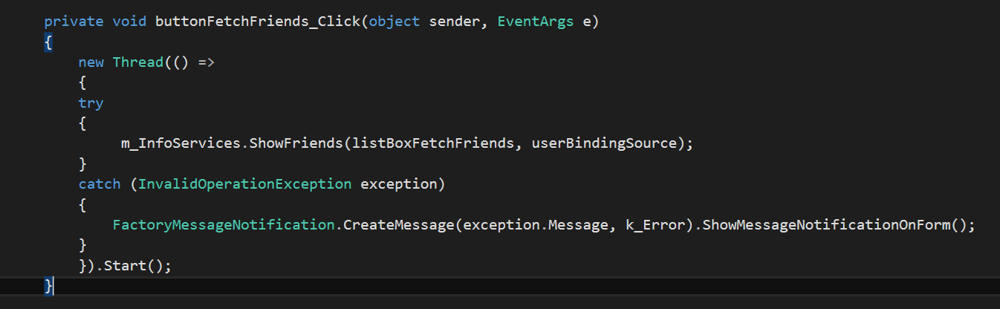 private void buttonFetchFriends_Click(object sender, EventArgs e)
{
    new Thread(() =>
    {
    try
    {
         m_InfoServices.ShowFriends(listBoxFetchFriends, userBindingSource);
    }
    catch (InvalidOperationException exception)
    {
        FactoryMessageNotification.CreateMessage(exception.Message, k_Error).ShowMessageNotificationOnForm();
    }
    }).Start();
}